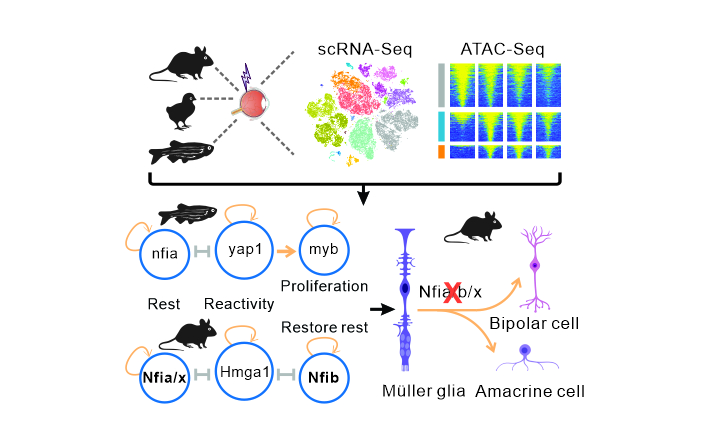 scRNA-Seq
ATAC-Seq
nfia
yap1
myb
Proliferation
Rest
Reactivity
Restore rest
Nfia/x
Hmga1
Nfib
Nfia/b/x
X
Bipolar cell
Müller glia
Amacrine cell